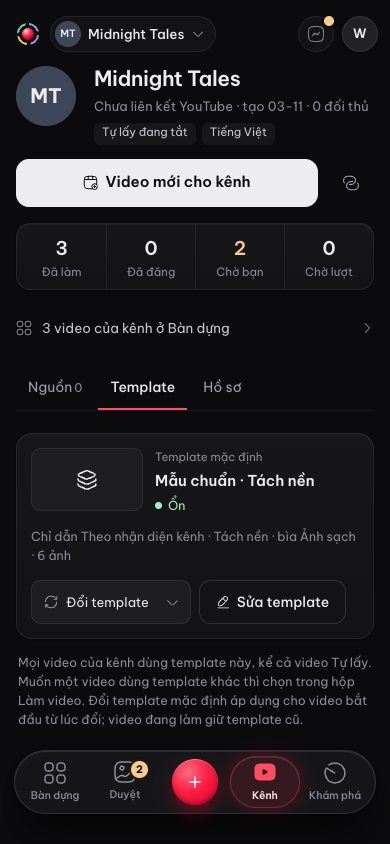 MT Midnight Tales W
MT
Midnight Tales
Chưa liên kết YouTube · tạo 03-11 · 0 đối thủ
Tự lấy đang tắt Tiếng Việt
Video mới cho kênh
3 0 2 0
Đã làm Đã đăng Chờ bạn Chờ lượt
3 video của kênh ở Bàn dựng
Nguồn 0 Template Hồ sơ
Template mặc định
Mẫu chuẩn · Tách nền
Ổn
Chỉ dẫn Theo nhận diện kênh · Tách nền · bìa Ảnh sạch
· 6 ảnh
Đổi template Sửa template
Mọi video của kênh dùng template này, kể cả video Tự lấy.
Muốn một video dùng template khác thì chọn trong hộp
Làm video. Đổi template mặc định áp dụng cho video bắt
đầu từ lúc đổi; video đang làm giữ template cũ.
2
Bàn dựng Duyệt Kênh Khám phá